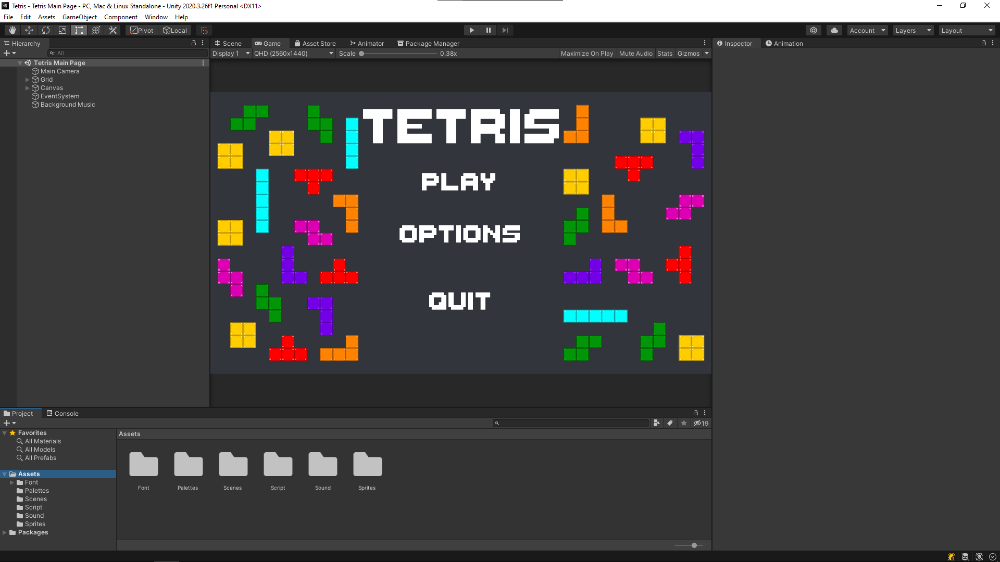 Tetris - Tetris Main Page - PC, Mac & Linux Standalone - Unity 2020.3.26f1 Personal <DX11>
File Edit Assets GameObject Component Window Help
Pivot Local Account Layers Layout
Hierarchy Scene Game Asset Store Animator Package Manager Inspector Animation
All Display 1 QHD (2560x1440) Scale 0.38x Maximize On Play Mute Audio Stats Gizmos
Tetris Main Page
Main Camera
Grid
Canvas
EventSystem
Background Music
TETRIS
PLAY
OPTIONS
QUIT
Project Console
19
Favorites
All Materials
All Models
All Prefabs
Assets
Font
Palettes
Scenes
Script
Sound
Sprites
Packages
Assets
Font Palettes Scenes Script Sound Sprites